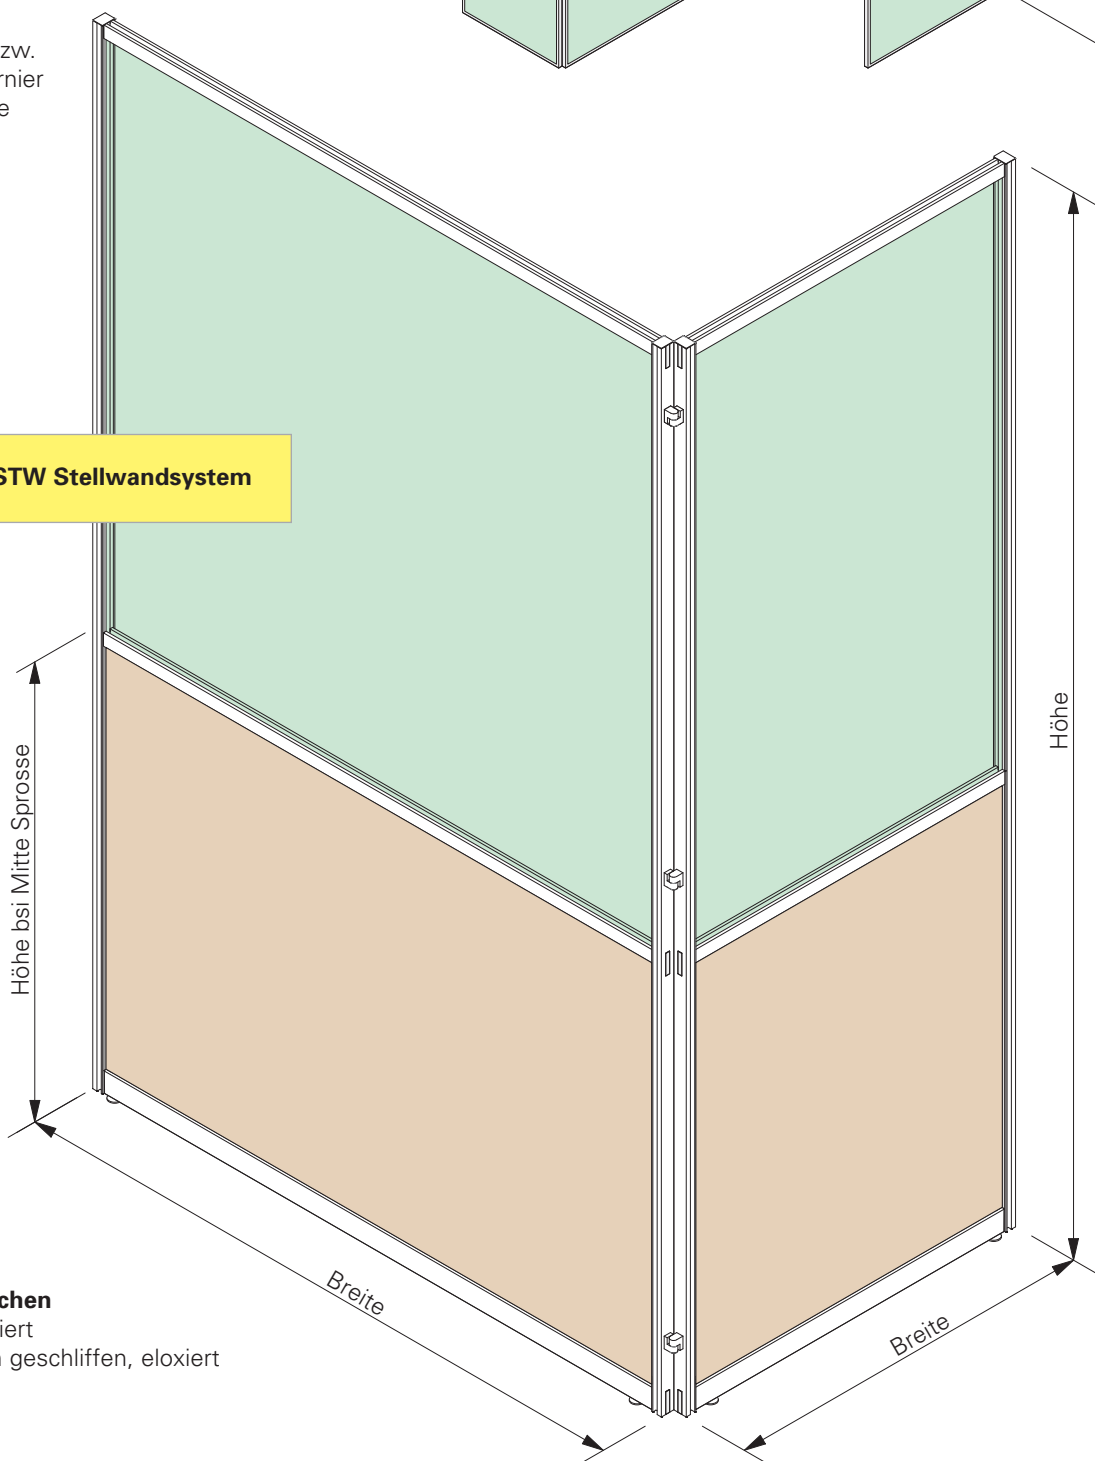 zw.
rnier
e
STW Stellwandsystem
Höhe
Höhe bsi Mitte Sprosse
Breite
Breite
chen
iert
n geschliffen, eloxiert